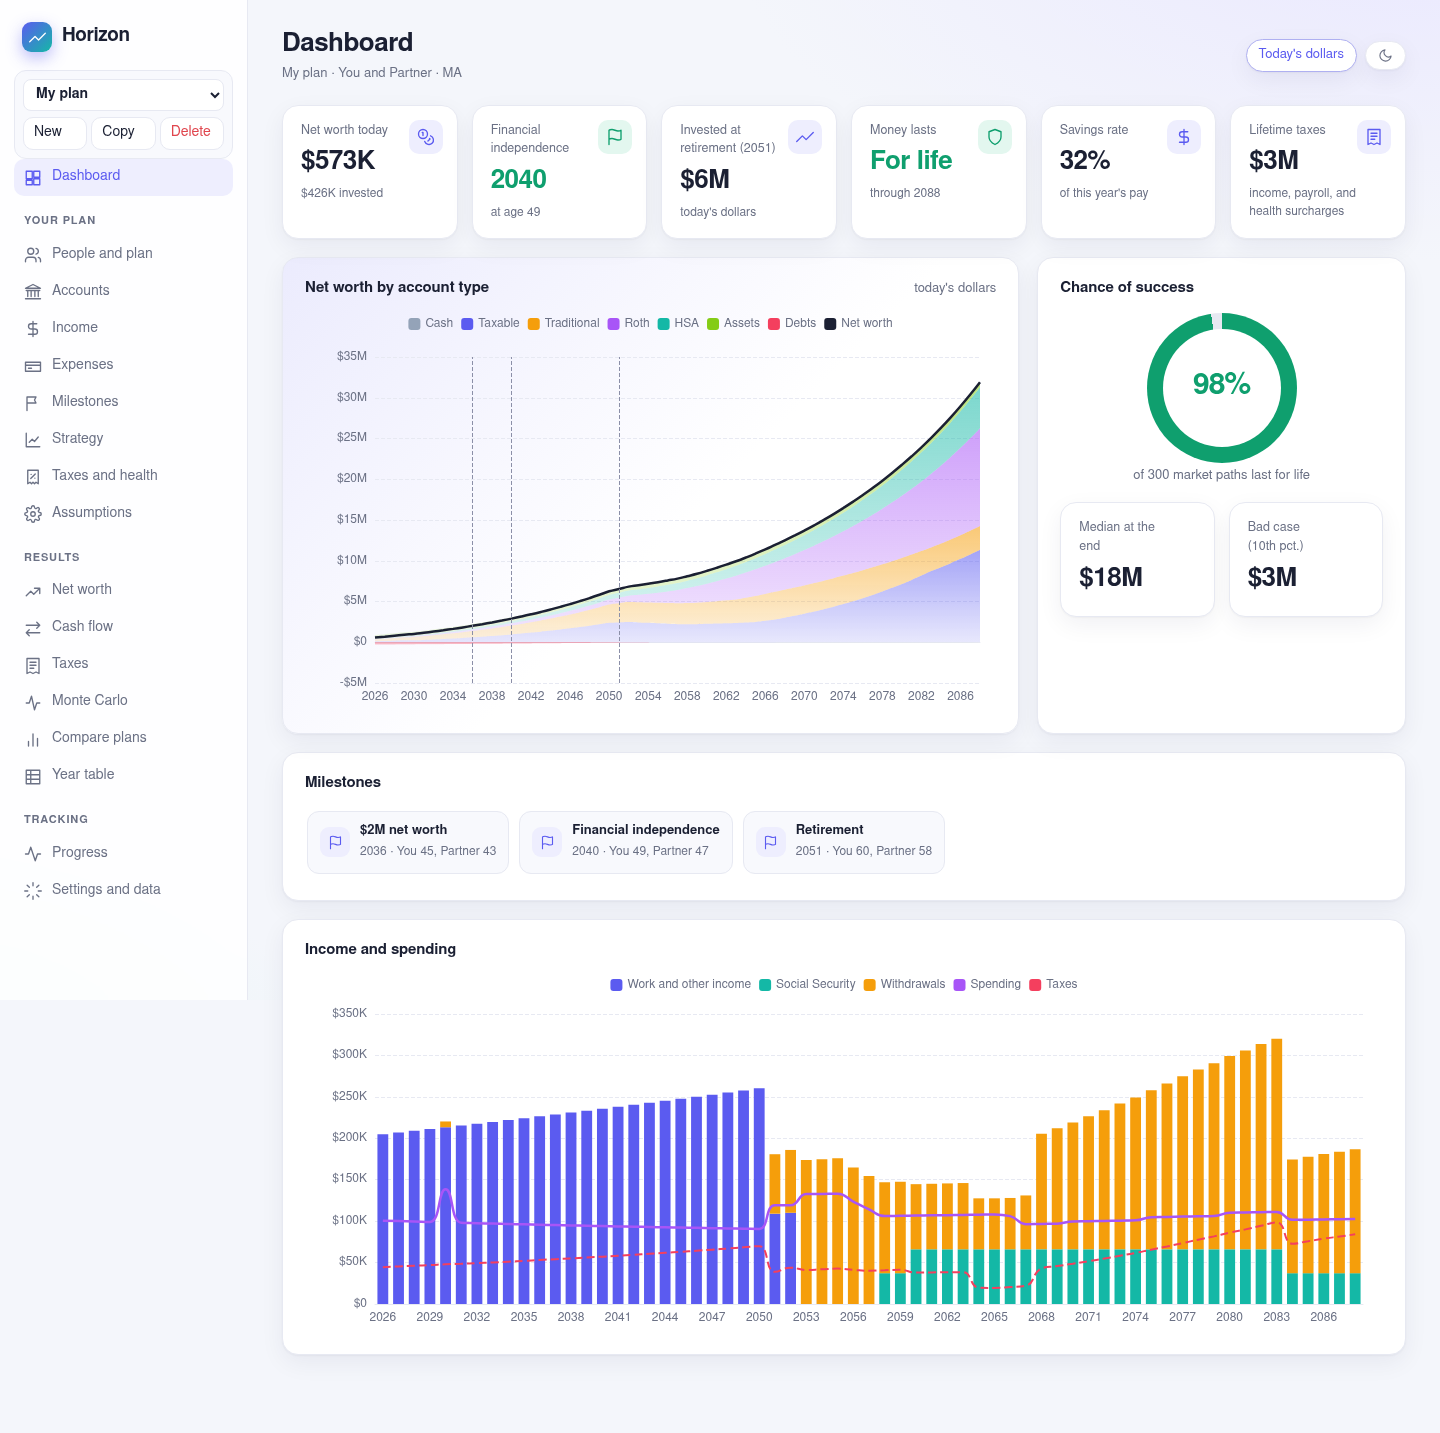 Horizon
My plan
New
Copy
Delete
Dashboard
YOUR PLAN
People and plan
Accounts
Income
Expenses
Milestones
Strategy
Taxes and health
Assumptions
RESULTS
Net worth
Cash flow
Taxes
Monte Carlo
Compare plans
Year table
TRACKING
Progress
Settings and data
Dashboard
My plan · You and Partner · MA
Today's dollars
Net worth today
$573K
$426K invested
Financial
independence
2040
at age 49
Invested at
retirement (2051)
$6M
today's dollars
Money lasts
For life
through 2088
Savings rate
32%
of this year's pay
Lifetime taxes
$3M
income, payroll, and
health surcharges
Net worth by account type
today's dollars
Cash Taxable Traditional Roth HSA Assets Debts Net worth
$35M
$30M
$25M
$20M
$15M
$10M
$5M
$0
-$5M
2026 2030 2034 2038 2042 2046 2050 2054 2058 2062 2066 2070 2074 2078 2082 2086
Chance of success
98%
of 300 market paths last for life
Median at the
end
$18M
Bad case
(10th pct.)
$3M
Milestones
$2M net worth
2036 · You 45, Partner 43
Financial independence
2040 · You 49, Partner 47
Retirement
2051 · You 60, Partner 58
Income and spending
Work and other income Social Security Withdrawals Spending Taxes
$350K
$300K
$250K
$200K
$150K
$100K
$50K
$0
2026 2029 2032 2035 2038 2041 2044 2047 2050 2053 2056 2059 2062 2065 2068 2071 2074 2077 2080 2083 2086